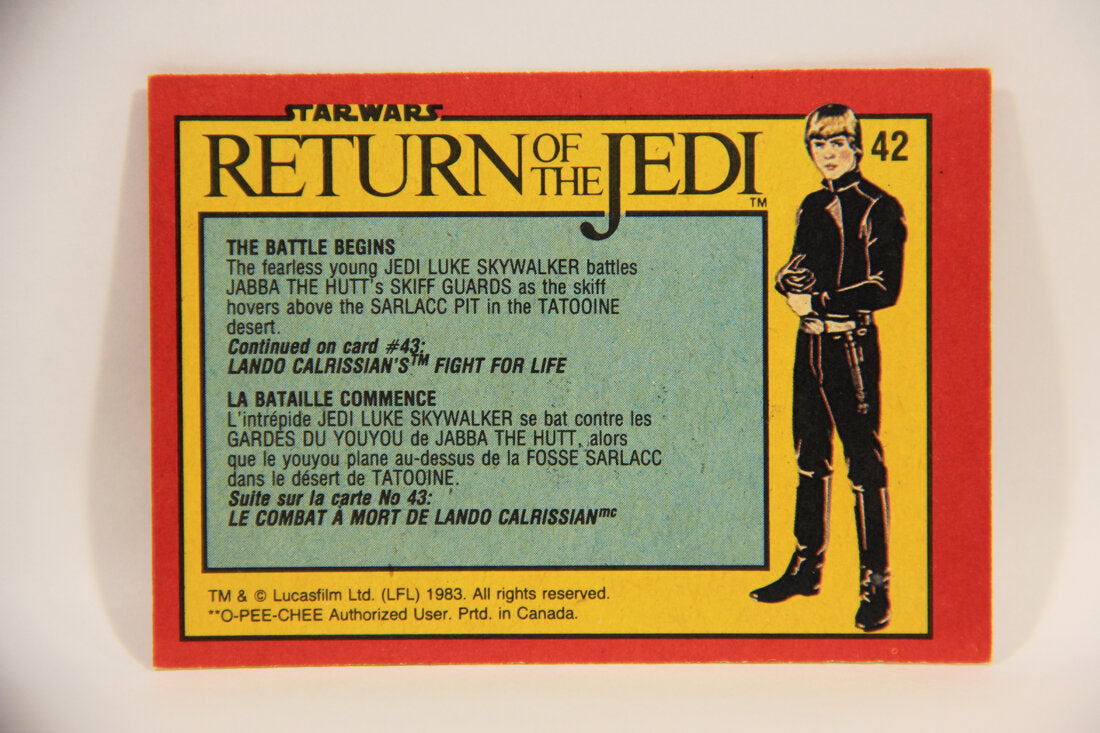 STAR WARS
RETURN OF THE JEDI™
42
THE BATTLE BEGINS
The fearless young JEDI LUKE SKYWALKER battles
JABBA THE HUTT's SKIFF GUARDS as the skiff
hovers above the SARLACC PIT in the TATOOINE
desert.
Continued on card #43:
LANDO CALRISSIAN'S™ FIGHT FOR LIFE
LA BATAILLE COMMENCE
L'intrépide JEDI LUKE SKYWALKER se bat contre les
GARDES DU YOUYOU de JABBA THE HUTT, alors
que le youyou plane au-dessus de la FOSSE SARLACC
dans le désert de TATOOINE.
Suite sur la carte No 43:
LE COMBAT À MORT DE LANDO CALRISSIANmc
TM & © Lucasfilm Ltd. (LFL) 1983. All rights reserved.
**O-PEE-CHEE Authorized User. Prtd. in Canada.